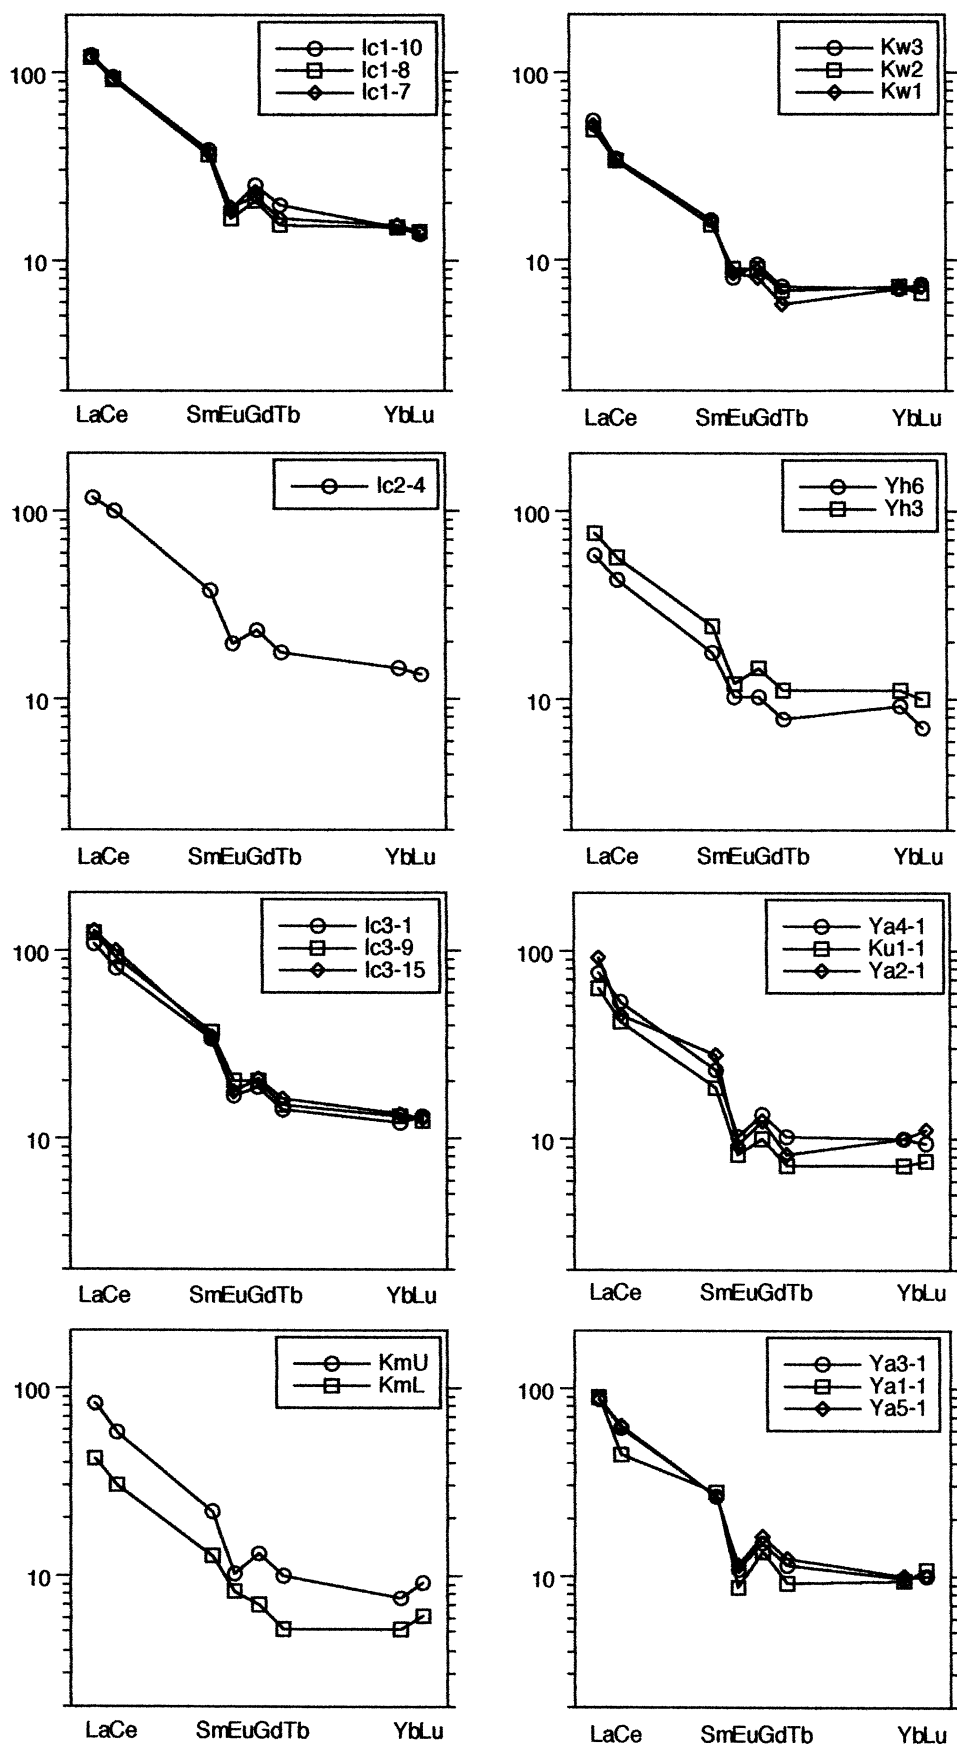 Ic1-10
Ic1-8
Ic1-7
100
10
LaCe SmEuGdTb YbLu
Kw3
Kw2
Kw1
100
10
LaCe SmEuGdTb YbLu
Ic2-4
100
10
LaCe SmEuGdTb YbLu
Yh6
Yh3
100
10
LaCe SmEuGdTb YbLu
Ic3-1
Ic3-9
Ic3-15
100
10
LaCe SmEuGdTb YbLu
Ya4-1
Ku1-1
Ya2-1
100
10
LaCe SmEuGdTb YbLu
KmU
KmL
100
10
LaCe SmEuGdTb YbLu
Ya3-1
Ya1-1
Ya5-1
100
10
LaCe SmEuGdTb YbLu